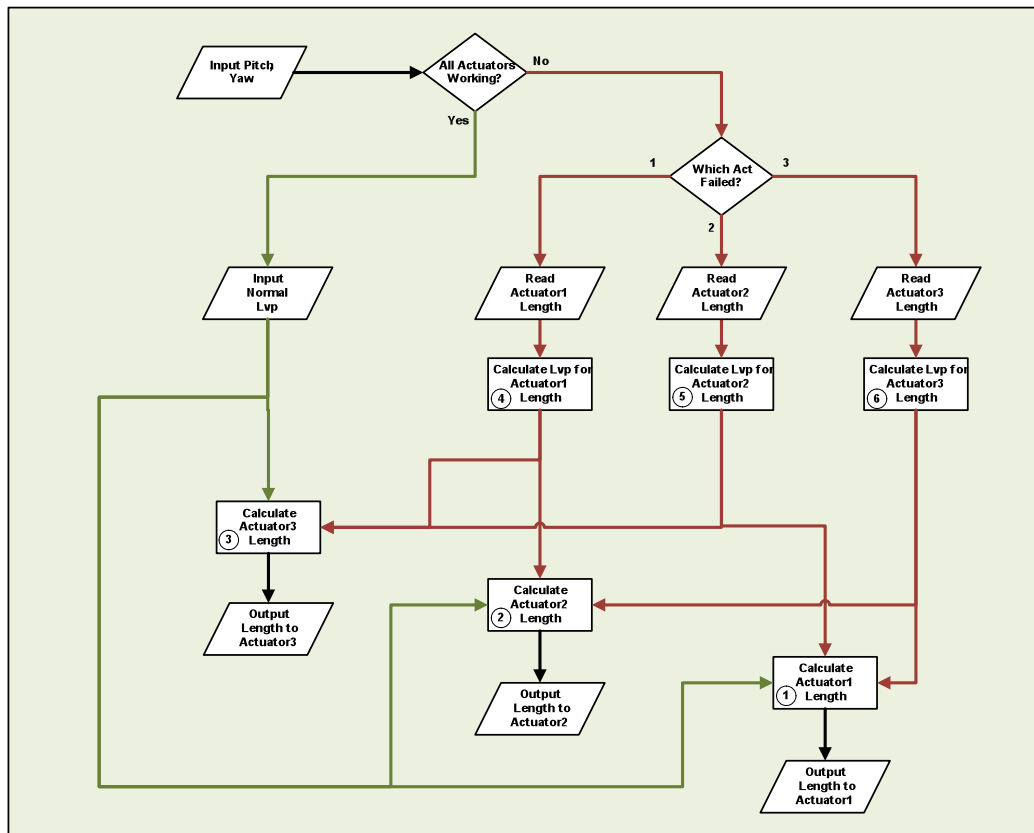 Input Pitch,
Yaw
All Actuators
Working?
No
Yes
1
Which Act
Failed?
3
2
Input
Normal
Lvp
Read
Actuator1
Length
Read
Actuator2
Length
Read
Actuator3
Length
Calculate Lvp for
Actuator1
Length
4
Calculate Lvp for
Actuator2
Length
5
Calculate Lvp for
Actuator3
Length
6
Calculate
Actuator3
Length
3
Output
Length to
Actuator3
Calculate
Actuator2
Length
2
Output
Length to
Actuator2
Calculate
Actuator1
Length
1
Output
Length to
Actuator1